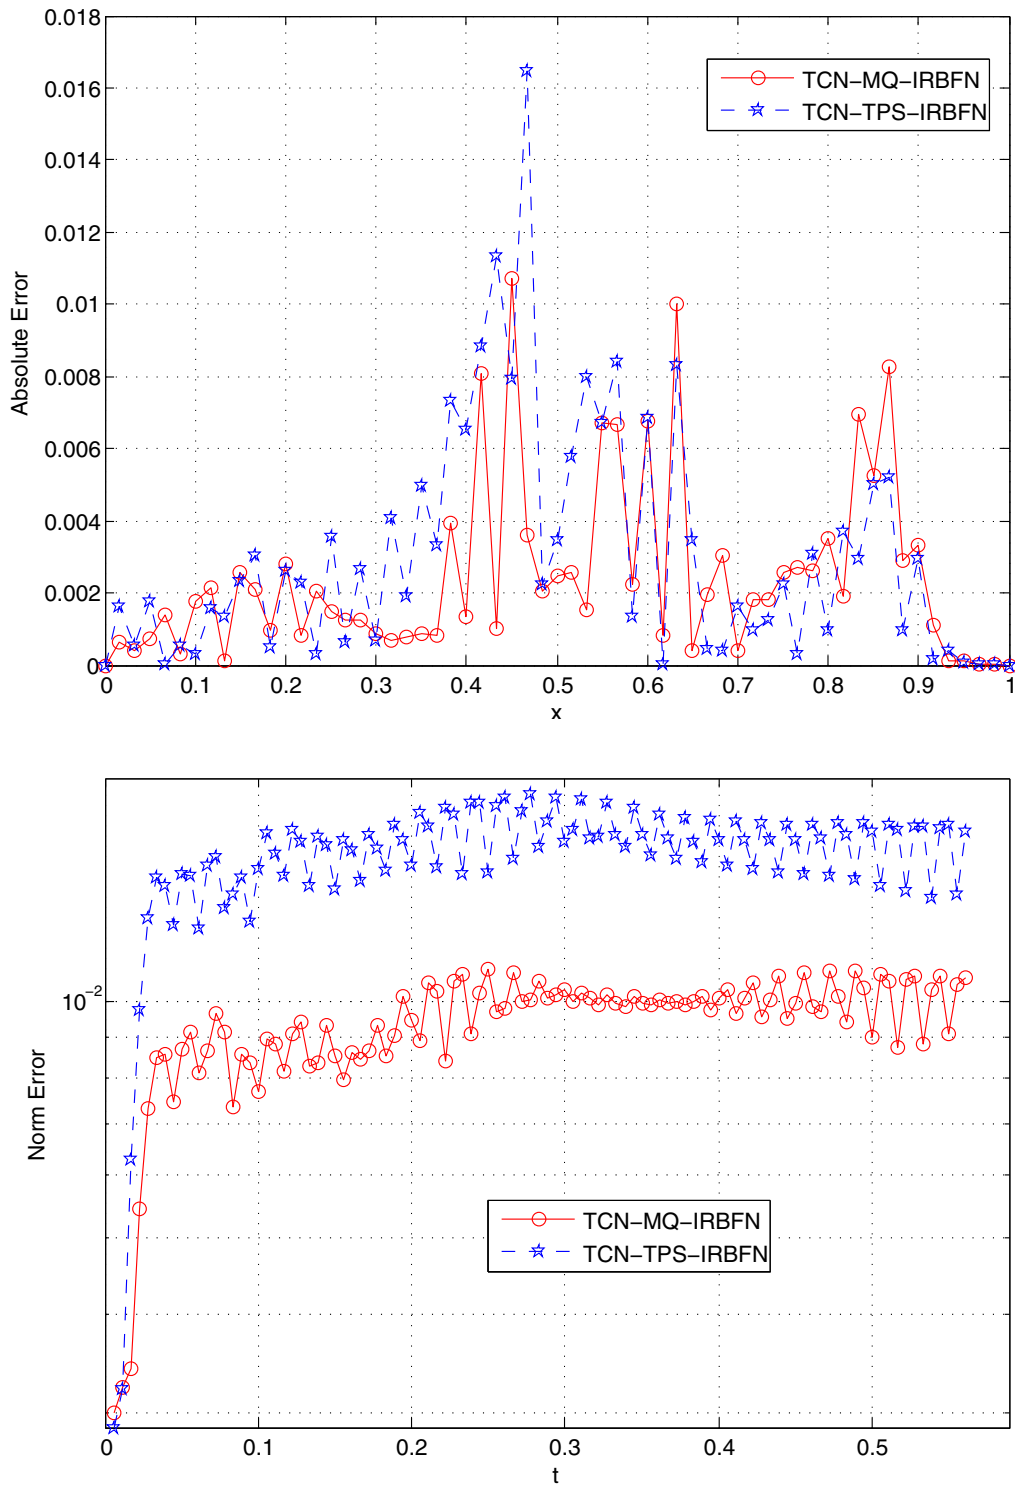 0.018
0.016
0.014
0.012
0.01
0.008
0.006
0.004
0.002
0
Absolute Error
TCN−MQ−IRBFN
TCN−TPS−IRBFN
0 0.1 0.2 0.3 0.4 0.5 0.6 0.7 0.8 0.9 1
x
10−2
Norm Error
TCN−MQ−IRBFN
TCN−TPS−IRBFN
0 0.1 0.2 0.3 0.4 0.5
t